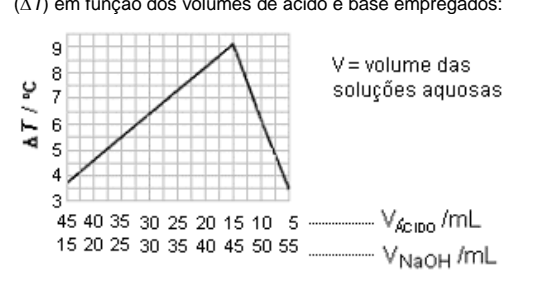 (ΔT) em função dos volumes de ácido e base empregados:
V = volume das
soluções aquosas
ΔT / ºC
9
8
7
6
5
4
3
45 40 35 30 25 20 15 10 5 .................. VÁCIDO /mL
15 20 25 30 35 40 45 50 55 .................. VNaOH /mL